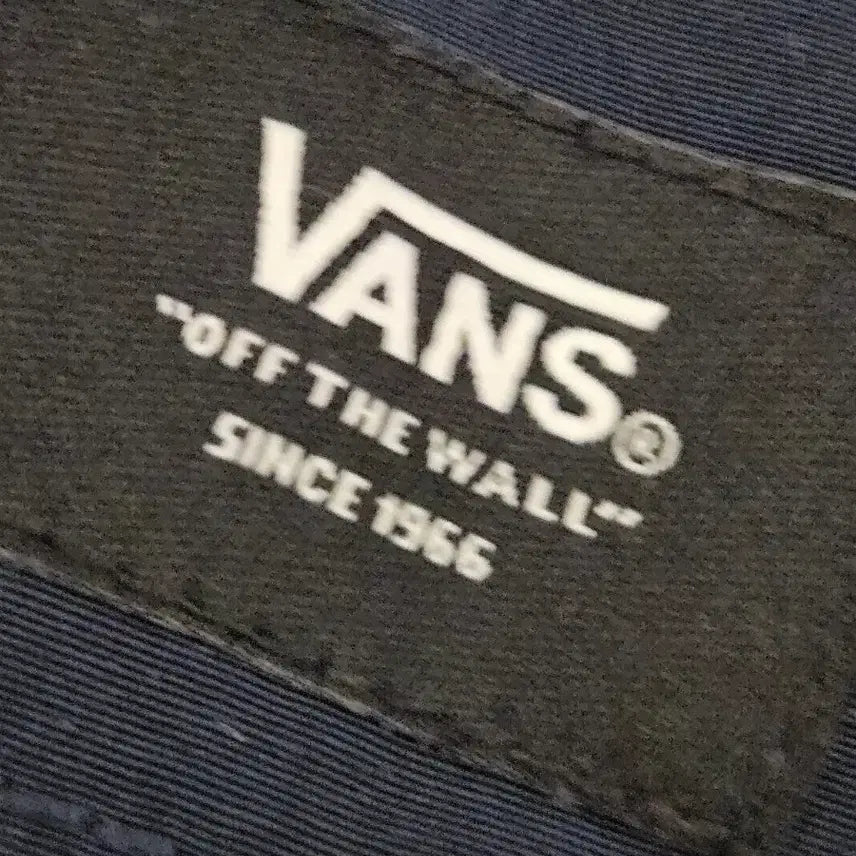 VANS®
"OFF THE WALL"
SINCE 1966